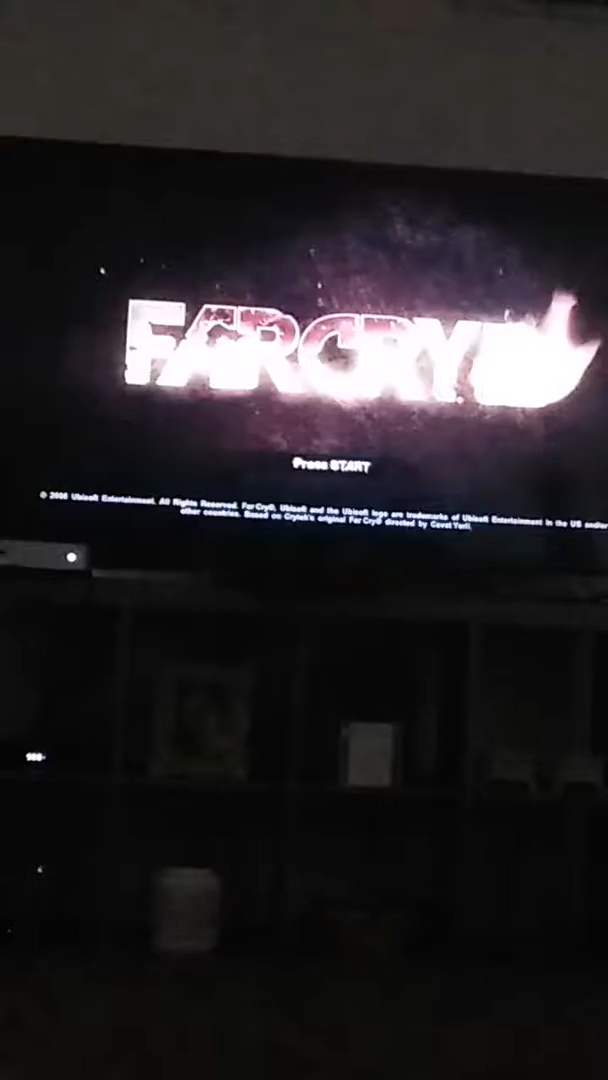 FARCRY
Press START
© 2008 Ubisoft Entertainment. All Rights Reserved. Far Cry®, Ubisoft and the Ubisoft logo are trademarks of Ubisoft Entertainment in the US and/or
other countries. Based on Crytek's original Far Cry® directed by Cevat Yerli.